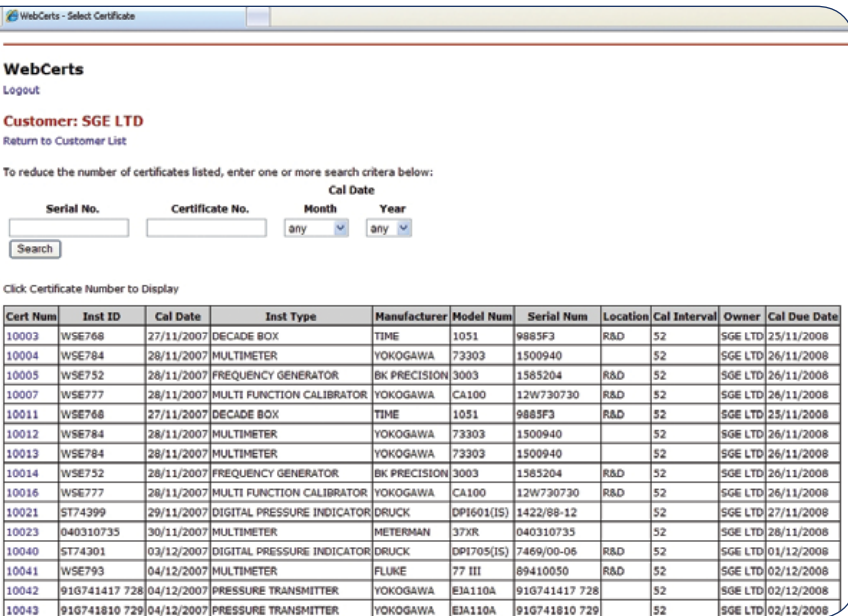 WebCerts - Select Certificate
WebCerts
Logout
Customer: SGE LTD
Return to Customer List
To reduce the number of certificates listed, enter one or more search critera below:
Cal Date
Serial No. Certificate No. Month Year
any any
Search
Click Certificate Number to Display
Cert Num Inst ID Cal Date Inst Type Manufacturer Model Num Serial Num Location Cal Interval Owner Cal Due Date
10003 WSE768 27/11/2007 DECADE BOX TIME 1051 9885F3 R&D 52 SGE LTD 25/11/2008
10004 WSE784 28/11/2007 MULTIMETER YOKOGAWA 73303 1500940 52 SGE LTD 26/11/2008
10005 WSE752 28/11/2007 FREQUENCY GENERATOR BK PRECISION 3003 1585204 R&D 52 SGE LTD 26/11/2008
10007 WSE777 28/11/2007 MULTI FUNCTION CALIBRATOR YOKOGAWA CA100 12W730730 R&D 52 SGE LTD 26/11/2008
10011 WSE768 27/11/2007 DECADE BOX TIME 1051 9885F3 R&D 52 SGE LTD 25/11/2008
10012 WSE784 28/11/2007 MULTIMETER YOKOGAWA 73303 1500940 52 SGE LTD 26/11/2008
10013 WSE784 28/11/2007 MULTIMETER YOKOGAWA 73303 1500940 52 SGE LTD 26/11/2008
10014 WSE752 28/11/2007 FREQUENCY GENERATOR BK PRECISION 3003 1585204 R&D 52 SGE LTD 26/11/2008
10016 WSE777 28/11/2007 MULTI FUNCTION CALIBRATOR YOKOGAWA CA100 12W730730 R&D 52 SGE LTD 26/11/2008
10021 ST74399 29/11/2007 DIGITAL PRESSURE INDICATOR DRUCK DPI601(IS) 1422/88-12 52 SGE LTD 27/11/2008
10023 040310735 30/11/2007 MULTIMETER METERMAN 37XR 040310735 52 SGE LTD 28/11/2008
10040 ST74301 03/12/2007 DIGITAL PRESSURE INDICATOR DRUCK DPI705(IS) 7469/00-06 R&D 52 SGE LTD 01/12/2008
10041 WSE793 04/12/2007 MULTIMETER FLUKE 77 III 89410050 R&D 52 SGE LTD 02/12/2008
10042 91G741417 728 04/12/2007 PRESSURE TRANSMITTER YOKOGAWA EJA110A 91G741417 728 52 SGE LTD 02/12/2008
10043 91G741810 729 04/12/2007 PRESSURE TRANSMITTER YOKOGAWA EJA110A 91G741810 729 52 SGE LTD 02/12/2008